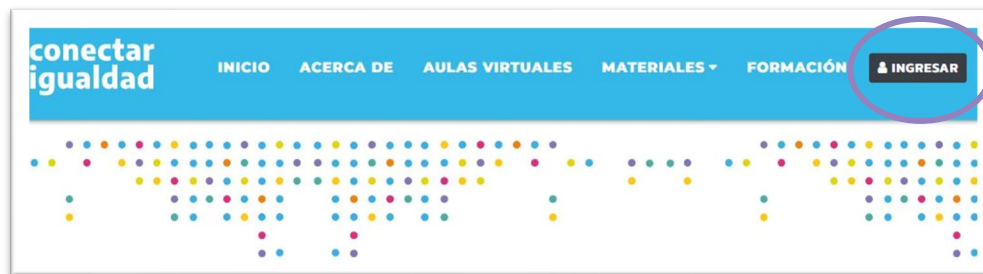 conectar
igualdad
INICIO ACERCA DE AULAS VIRTUALES MATERIALES FORMACIÓN INGRESAR